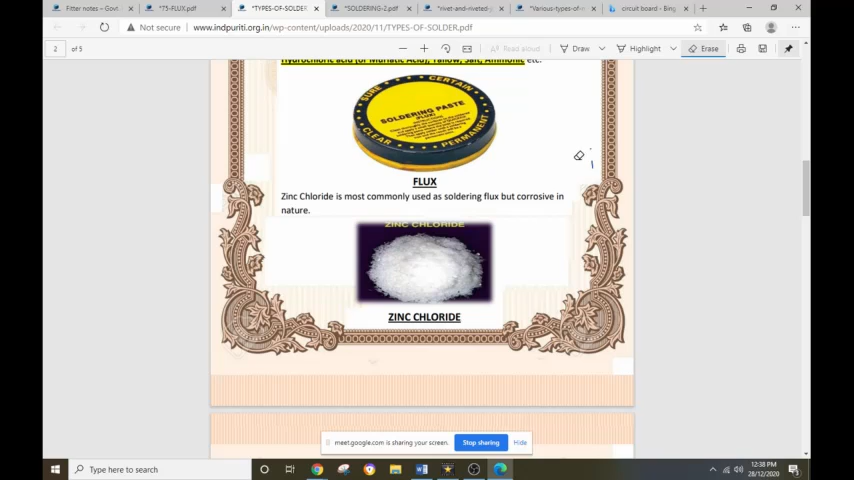 Fitter notes – Govt
*75-FLUX.pdf
*TYPES-OF-SOLDER
*SOLDERING-2.pdf
*rivet-and-riveted-j
*Various-types-of-r
circuit board - Bing
Not secure www.indpuriti.org.in/wp-content/uploads/2020/11/TYPES-OF-SOLDER.pdf
2 of 5
Read aloud
Draw
Highlight
Erase
Hydrochloric acid (or Muriatic Acid), Tallow, Salt, Ammonic etc.
SURE
CERTAIN
SOLDERING PASTE
(FLUX)
CLEAR
PERMANENT
FLUX
Zinc Chloride is most commonly used as soldering flux but corrosive in
nature.
ZINC CHLORIDE
ZINC CHLORIDE
meet.google.com is sharing your screen.
Stop sharing
Hide
Type here to search
12:38 PM
28/12/2020